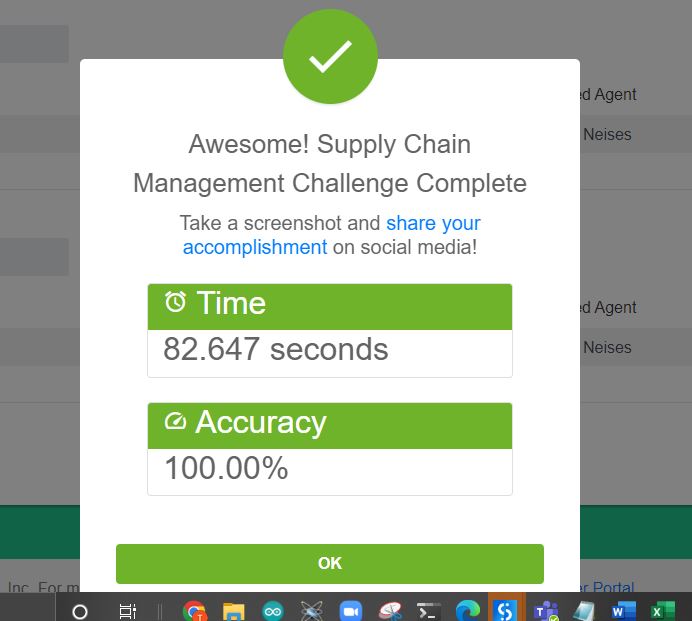 ed Agent
Neises
Awesome! Supply Chain
Management Challenge Complete
Take a screenshot and share your
accomplishment on social media!
Time
82.647 seconds
ed Agent
Neises
Accuracy
100.00%
OK
Inc. For m
er Portal